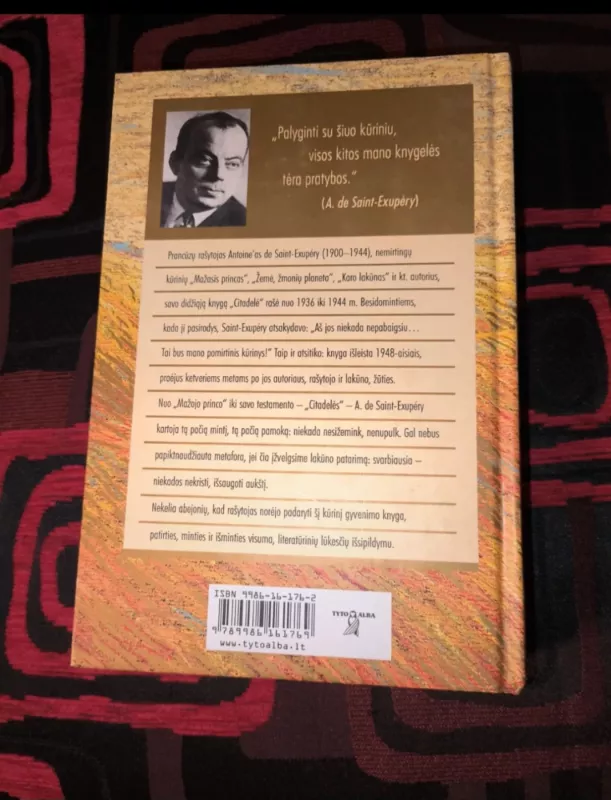 „Palyginti su šiuo kūriniu,
visos kitos mano knygelės
tėra pratybos.“
(A. de Saint-Exupéry)
Prancūzų rašytojas Antoine'as de Saint-Exupéry (1900–1944), nemirtingų
kūrinių „Mažasis princas“, „Žemė, žmonių planeta“, „Karo lakūnas“ ir kt. autorius,
savo didžiąją knygą „Citadelė“ rašė nuo 1936 iki 1944 m. Besidomintiems,
kada ji pasirodys, Saint-Exupéry atsakydavo: „Aš jos niekada nepabaigsiu...
Tai bus mano pomirtinis kūrinys!“ Taip ir atsitiko: knyga išleista 1948-aisiais,
praėjus ketveriems metams po jos autoriaus, rašytojo ir lakūno, žūties.
Nuo „Mažojo princo“ iki savo testamento – „Citadelės“ – A. de Saint-Exupéry
kartoja tą pačią mintį, tą pačią pamoką: niekada nesižemink, nenupulk. Gal nebus
papiktnaudžiauta metafora, jei čia įžvelgsime lakūno patarimą: svarbiausia –
niekados nekristi, išsaugoti aukštį.
Nekelia abejonių, kad rašytojas norėjo padaryti šį kūrinį gyvenimo knyga,
patirties, minties ir išminties visuma, literatūrinių lūkesčių išsipildymu.
ISBN 9986-16-176-2
9 789986 161769
www.tytoalba.lt
TYTO ALBA